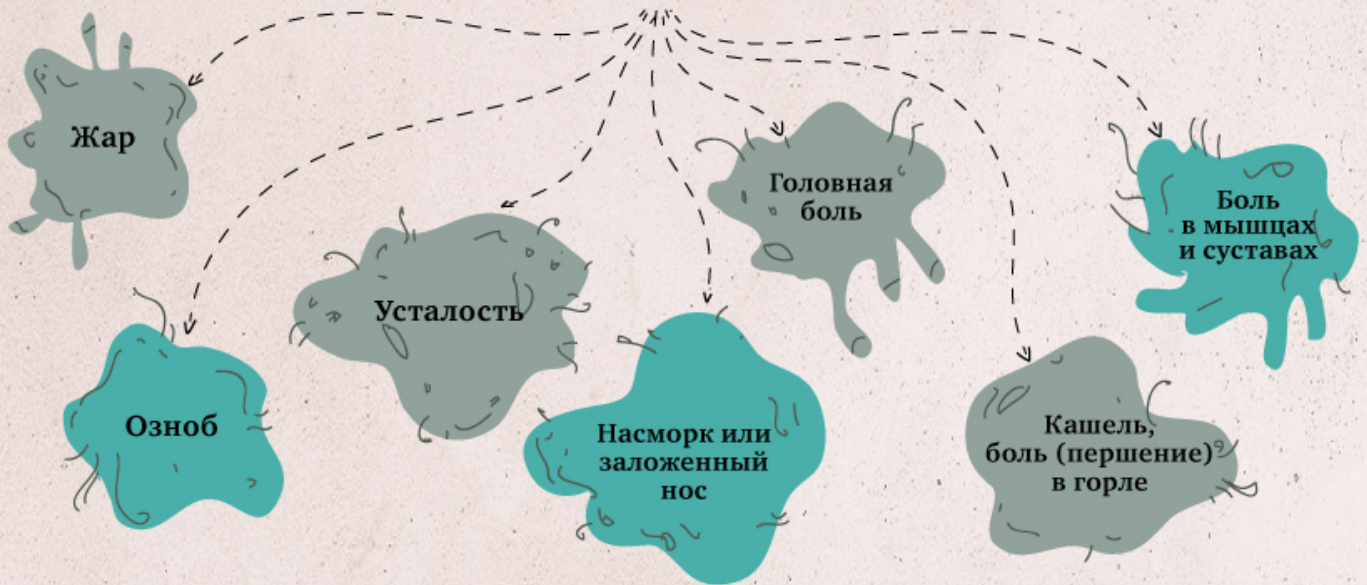 Жар
Головная
боль
Боль
в мышцах
и суставах
Усталость
Озноб
Насморк или
заложенный
нос
Кашель,
боль (першение)
в горле